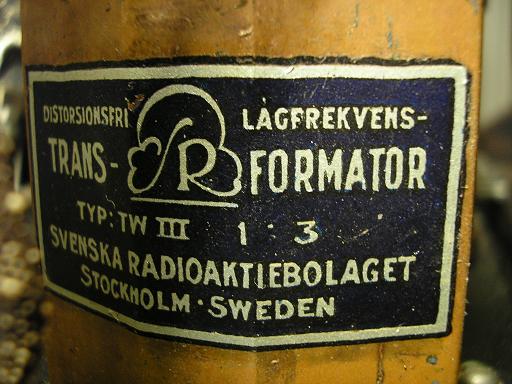 DISTORSIONSFRI LÅGFREKVENS-
TRANS- SR FORMATOR
TYP: TW III 1:3
SVENSKA RADIOAKTIEBOLAGET
STOCKHOLM · SWEDEN